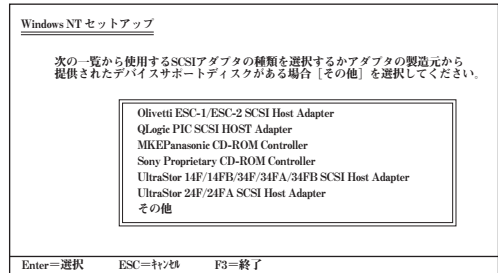 Windows NT セットアップ
次の一覧から使用するSCSIアダプタの種類を選択するかアダプタの製造元から
提供されたデバイスサポートディスクがある場合［その他］を選択してください。
Olivetti ESC-1/ESC-2 SCSI Host Adapter
QLogic PIC SCSI HOST Adapter
MKEPanasonic CD-ROM Controller
Sony Proprietary CD-ROM Controller
UltraStor 14F/14FB/34F/34FA/34FB SCSI Host Adapter
UltraStor 24F/24FA SCSI Host Adapter
その他
Enter＝選択 ESC＝ｷｬﾝｾﾙ F3＝終了